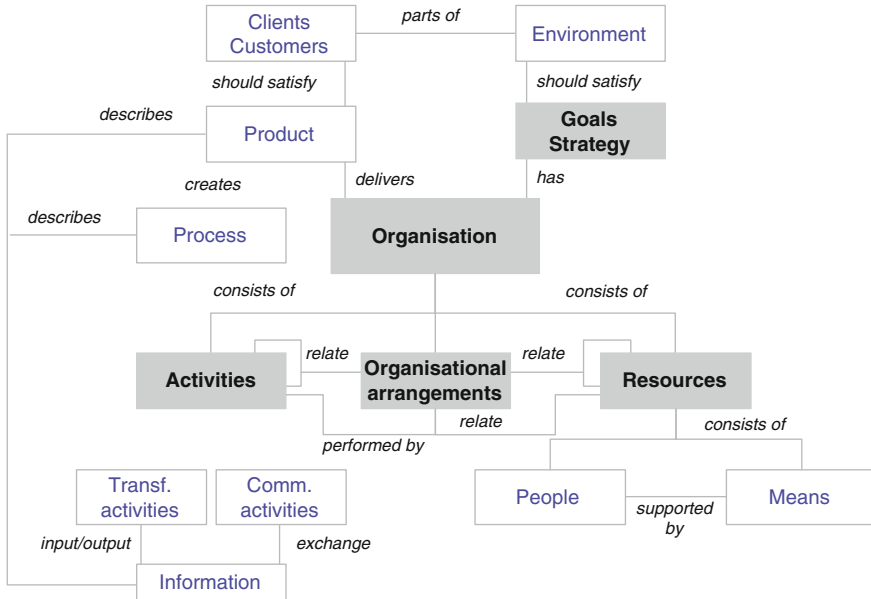 Clients
Customers
parts of
Environment
should satisfy
should satisfy
describes
Product
Goals
Strategy
creates
delivers
has
describes
Process
Organisation
consists of
consists of
Activities
relate
Organisational
arrangements
relate
Resources
relate
performed by
consists of
Transf.
activities
Comm.
activities
People
supported
by
Means
input/output
exchange
Information